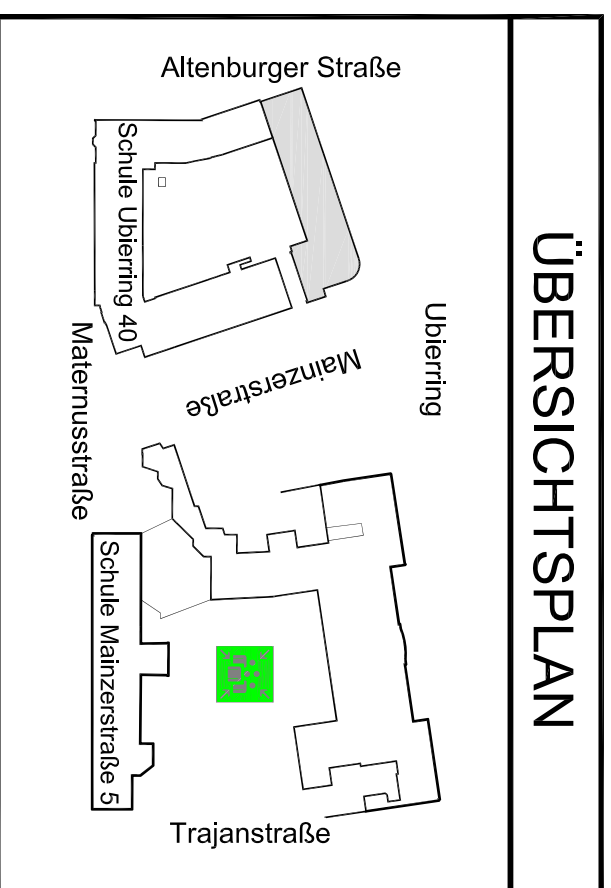 ÜBERSICHTSPLAN
Altenburger Straße
Schule Ubierring 40
Ubierring
Mainzerstraße
Maternusstraße
Schule Mainzerstraße 5
Trajanstraße